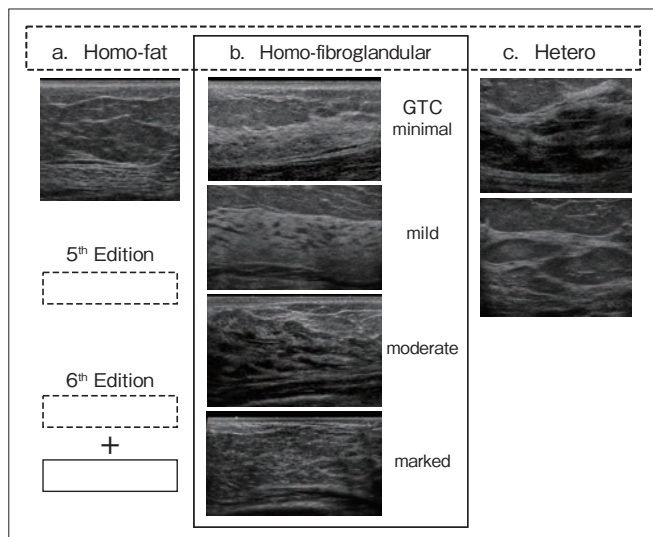 a. Homo-fat
b. Homo-fibroglandular
c. Hetero
GTC
minimal
mild
5th Edition
moderate
6th Edition
+
marked